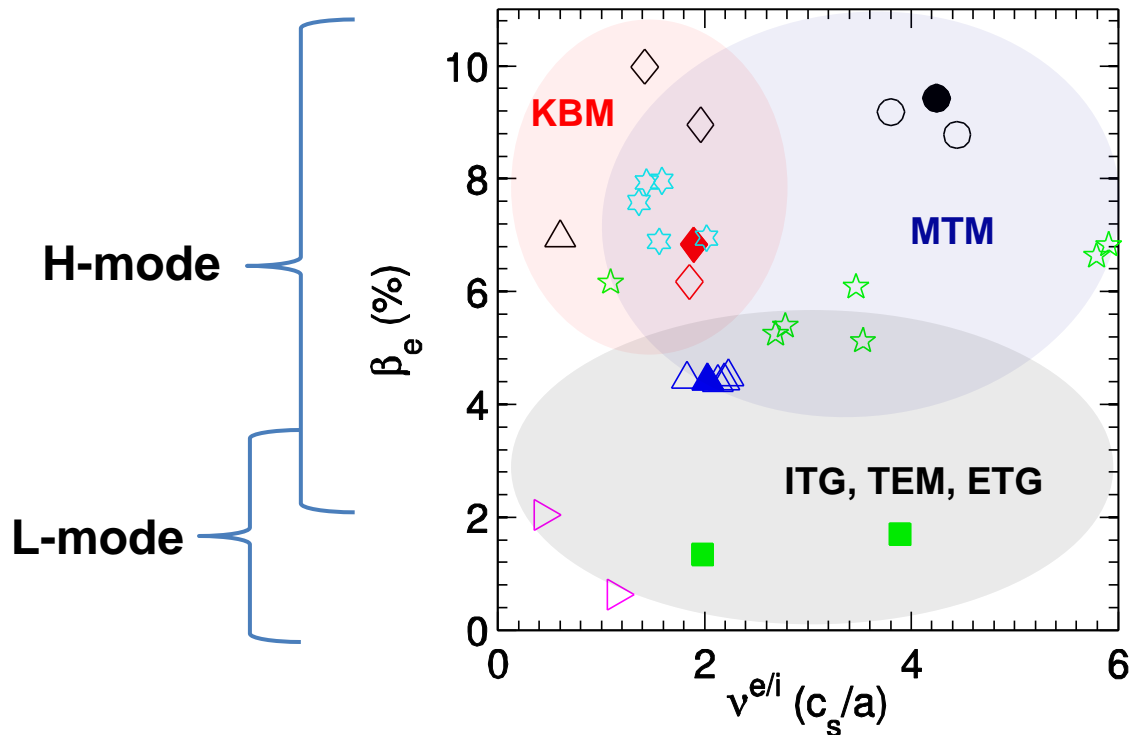 10
8
6
4
2
0
β_e (%)
KBM
MTM
ITG, TEM, ETG
H-mode
L-mode
0
2
4
6
ν^{e/i} (c_s/a)